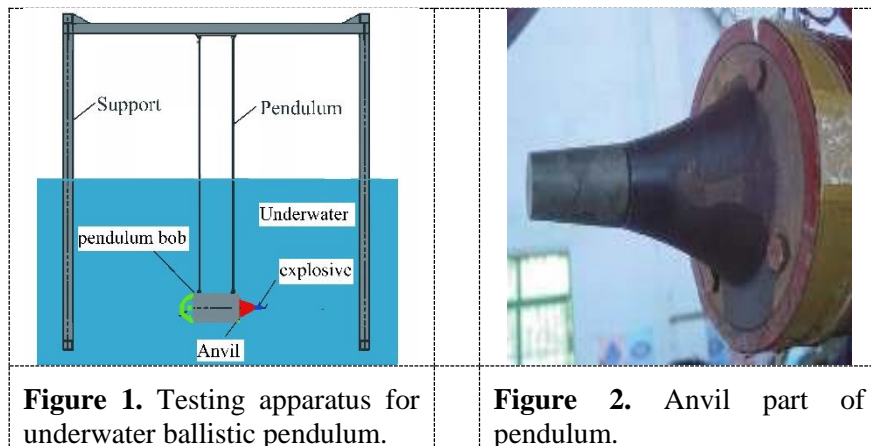 Support
Pendulum
Underwater
pendulum bob
explosive
Anvil
Figure 1. Testing apparatus for
underwater ballistic pendulum.
Figure 2. Anvil part of
pendulum.